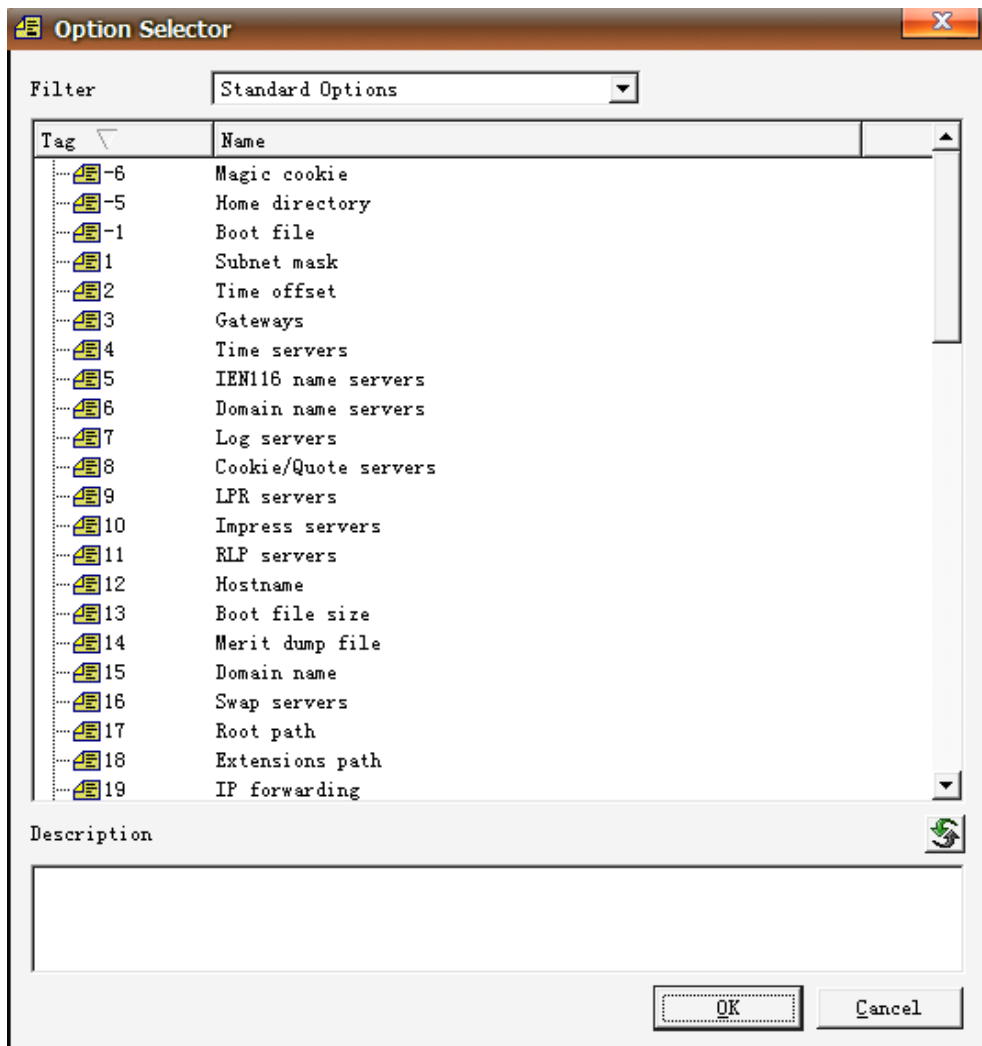 Option Selector
Filter Standard Options
Tag Name
-6 Magic cookie
-5 Home directory
-1 Boot file
1 Subnet mask
2 Time offset
3 Gateways
4 Time servers
5 IEN116 name servers
6 Domain name servers
7 Log servers
8 Cookie/Quote servers
9 LPR servers
10 Impress servers
11 RLP servers
12 Hostname
13 Boot file size
14 Merit dump file
15 Domain name
16 Swap servers
17 Root path
18 Extensions path
19 IP forwarding
Description
OK Cancel